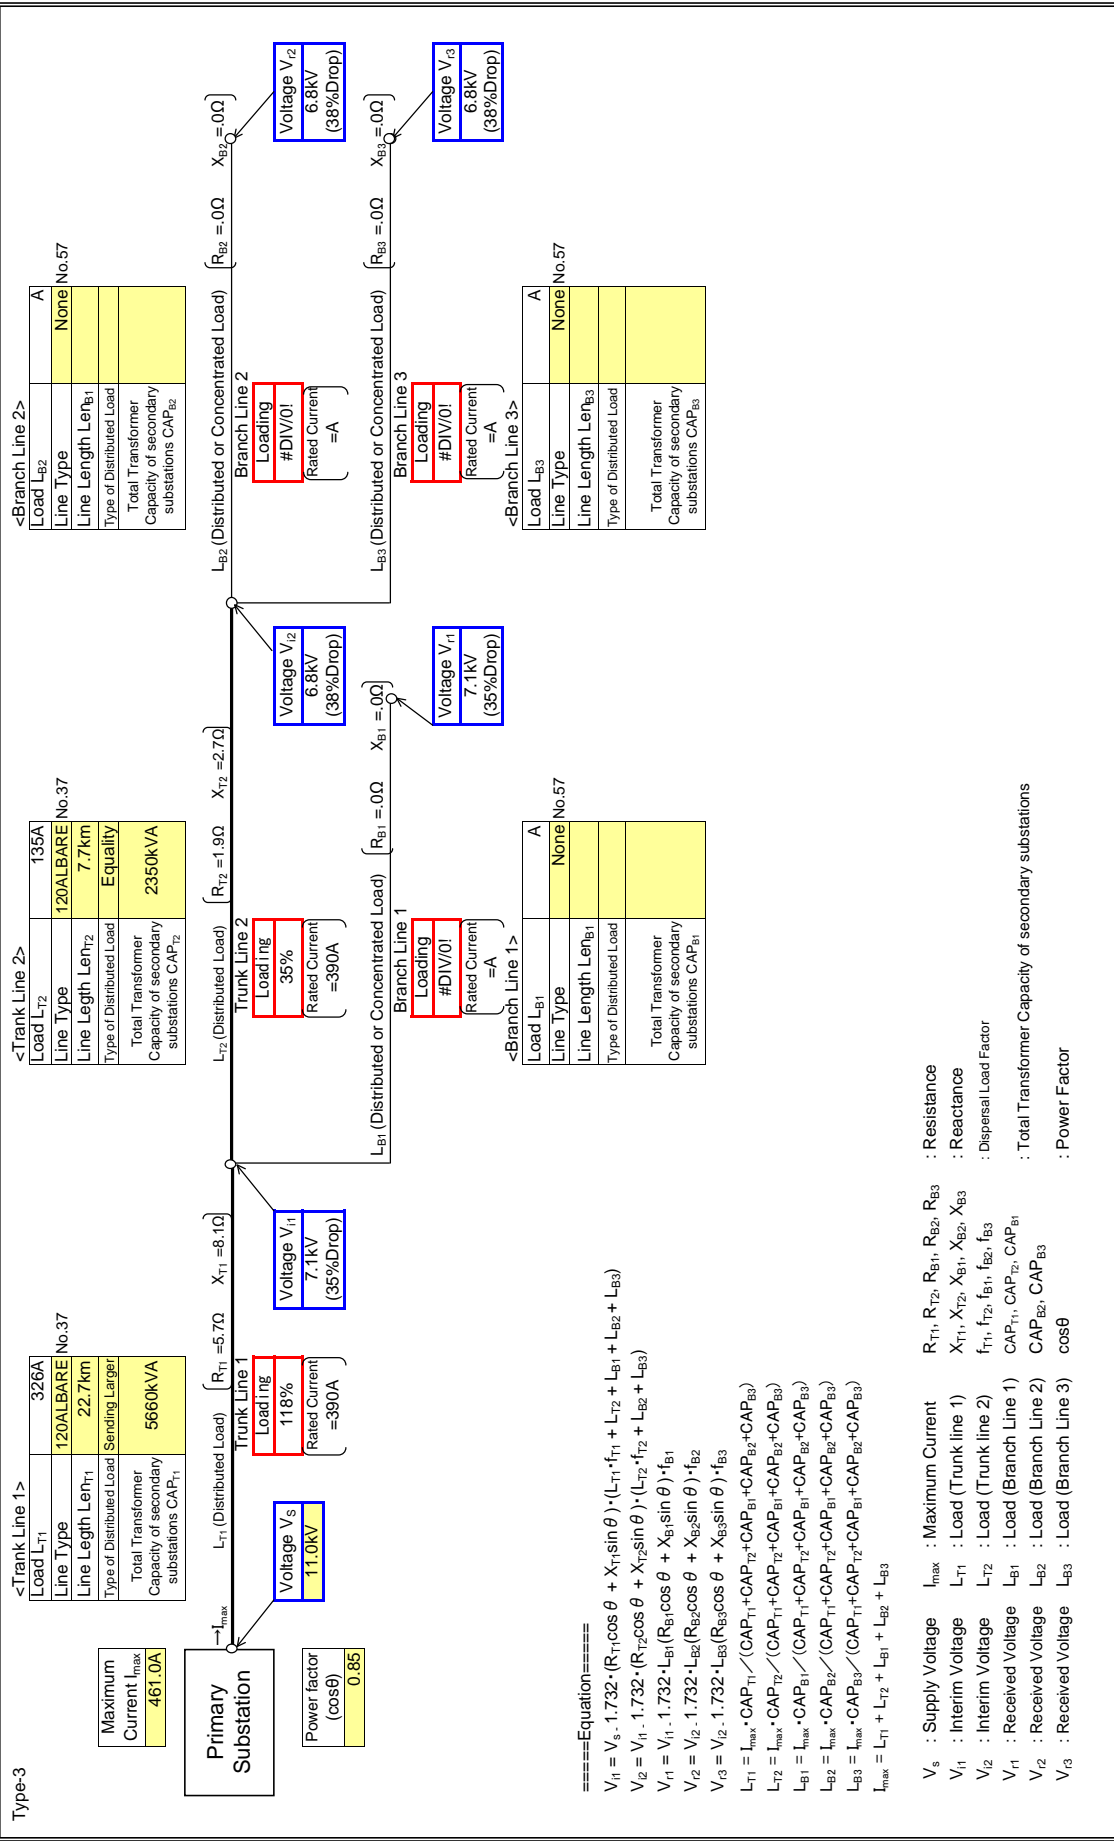 Type-3
Maximum
Current Imax
461.0A
Primary
Substation
Power factor
(cosθ)
0.85
→Imax
Voltage VS
11.0kV
<Trank Line 1>
Load LT1 326A
Line Type 120ALBARE No.37
Line Legth LenT1 22.7km
Type of Distributed Load Sending Larger
Total Transformer
Capacity of secondary
substations CAPT1
5660kVA
LT1 (Distributed Load)
RT1 =5.7Ω XT1 =8.1Ω
Trunk Line 1
Loading
118%
Rated Current
=390A
Voltage Vi1
7.1kV
(35%Drop)
<Trank Line 2>
Load LT2 135A
Line Type 120ALBARE No.37
Line Legth LenT2 7.7km
Type of Distributed Load Equality
Total Transformer
Capacity of secondary
substations CAPT2
2350kVA
LT2 (Distributed Load)
RT2 =1.9Ω XT2 =2.7Ω
Trunk Line 2
Loading
35%
Rated Current
=390A
Voltage Vi2
6.8kV
(38%Drop)
LB1 (Distributed or Concentrated Load)
RB1 =.0Ω XB1 =.0Ω
Branch Line 1
Loading
#DIV/0!
Rated Current
=A
Voltage Vr1
7.1kV
(35%Drop)
<Branch Line 1>
Load LB1 A
Line Type None No.57
Line Length LenB1
Type of Distributed Load
Total Transformer
Capacity of secondary
substations CAPB1
<Branch Line 2>
Load LB2 A
Line Type None No.57
Line Length LenB1
Type of Distributed Load
Total Transformer
Capacity of secondary
substations CAPB2
LB2 (Distributed or Concentrated Load)
RB2 =.0Ω XB2 =.0Ω
Branch Line 2
Loading
#DIV/0!
Rated Current
=A
Voltage Vr2
6.8kV
(38%Drop)
LB3 (Distributed or Concentrated Load)
RB3 =.0Ω XB3 =.0Ω
Branch Line 3
Loading
#DIV/0!
Rated Current
=A
Voltage Vr3
6.8kV
(38%Drop)
<Branch Line 3>
Load LB3 A
Line Type None No.57
Line Length LenB3
Type of Distributed Load
Total Transformer
Capacity of secondary
substations CAPB3
=====Equation=====
Vi1 = Vs - 1.732･(RT1cos θ + XT1sin θ)･(LT1･fT1 + LT2 + LB1 + LB2 + LB3)
Vi2 = Vi1 - 1.732･(RT2cos θ + XT2sin θ)･(LT2･fT2 + LB2 + LB3)
Vr1 = Vi1 - 1.732･LB1(RB1cos θ + XB1sin θ)･fB1
Vr2 = Vi2 - 1.732･LB2(RB2cos θ + XB2sin θ)･fB2
Vr3 = Vi2 - 1.732･LB3(RB3cos θ + XB3sin θ)･fB3
LT1 = Imax･CAPT1／(CAPT1+CAPT2+CAPB1+CAPB2+CAPB3)
LT2 = Imax･CAPT2／(CAPT1+CAPT2+CAPB1+CAPB2+CAPB3)
LB1 = Imax･CAPB1／(CAPT1+CAPT2+CAPB1+CAPB2+CAPB3)
LB2 = Imax･CAPB2／(CAPT1+CAPT2+CAPB1+CAPB2+CAPB3)
LB3 = Imax･CAPB3／(CAPT1+CAPT2+CAPB1+CAPB2+CAPB3)
Imax = LT1 + LT2 + LB1 + LB2 + LB3
Vs : Supply Voltage Imax : Maximum Current RT1, RT2, RB1, RB2, RB3 : Resistance
Vi1 : Interim Voltage LT1 : Load (Trunk line 1) XT1, XT2, XB1, XB2, XB3 : Reactance
Vi2 : Interim Voltage LT2 : Load (Trunk line 2) fT1, fT2, fB1, fB2, fB3 : Dispersal Load Factor
Vr1 : Received Voltage LB1 : Load (Branch Line 1) CAPT1, CAPT2, CAPB1 : Total Transformer Capacity of secondary substations
Vr2 : Received Voltage LB2 : Load (Branch Line 2) CAPB2, CAPB3
Vr3 : Received Voltage LB3 : Load (Branch Line 3) cosθ : Power Factor